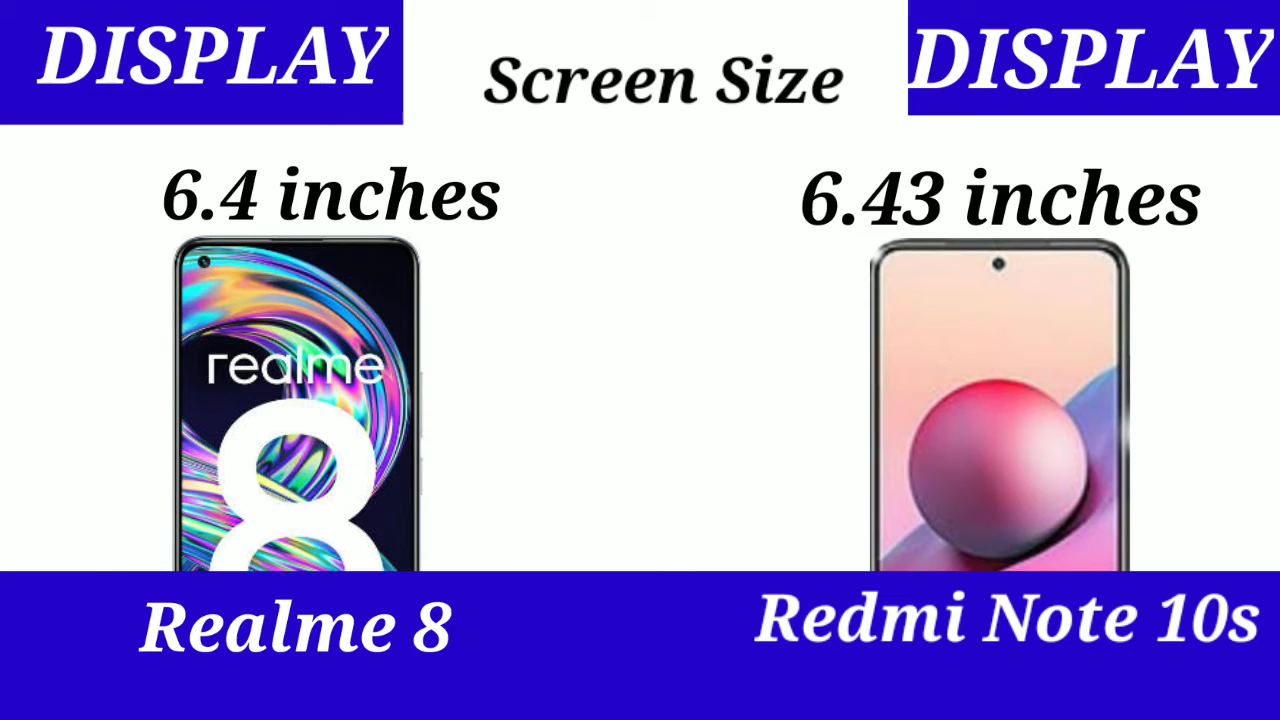 DISPLAY
Screen Size
DISPLAY
6.4 inches
6.43 inches
realme
8
Realme 8
Redmi Note 10s